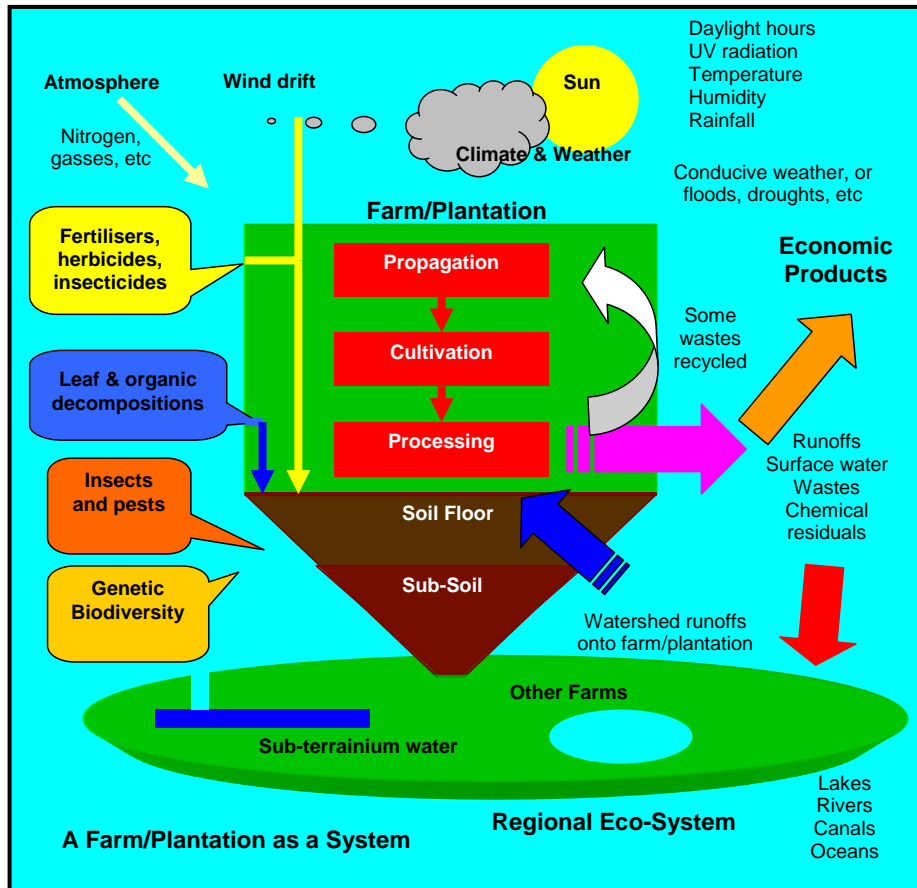 Daylight hours
UV radiation
Temperature
Humidity
Rainfall
Atmosphere
Wind drift
Sun
Nitrogen,
gasses, etc
Climate & Weather
Conducive weather, or
floods, droughts, etc
Farm/Plantation
Fertilisers,
herbicides,
insecticides
Propagation
Economic
Products
Some
wastes
recycled
Cultivation
Leaf & organic
decompositions
Processing
Runoffs
Surface water
Wastes
Chemical
residuals
Insects
and pests
Soil Floor
Sub-Soil
Genetic
Biodiversity
Watershed runoffs
onto farm/plantation
Other Farms
Sub-terrainium water
Lakes
Rivers
Canals
Oceans
Regional Eco-System
A Farm/Plantation as a System